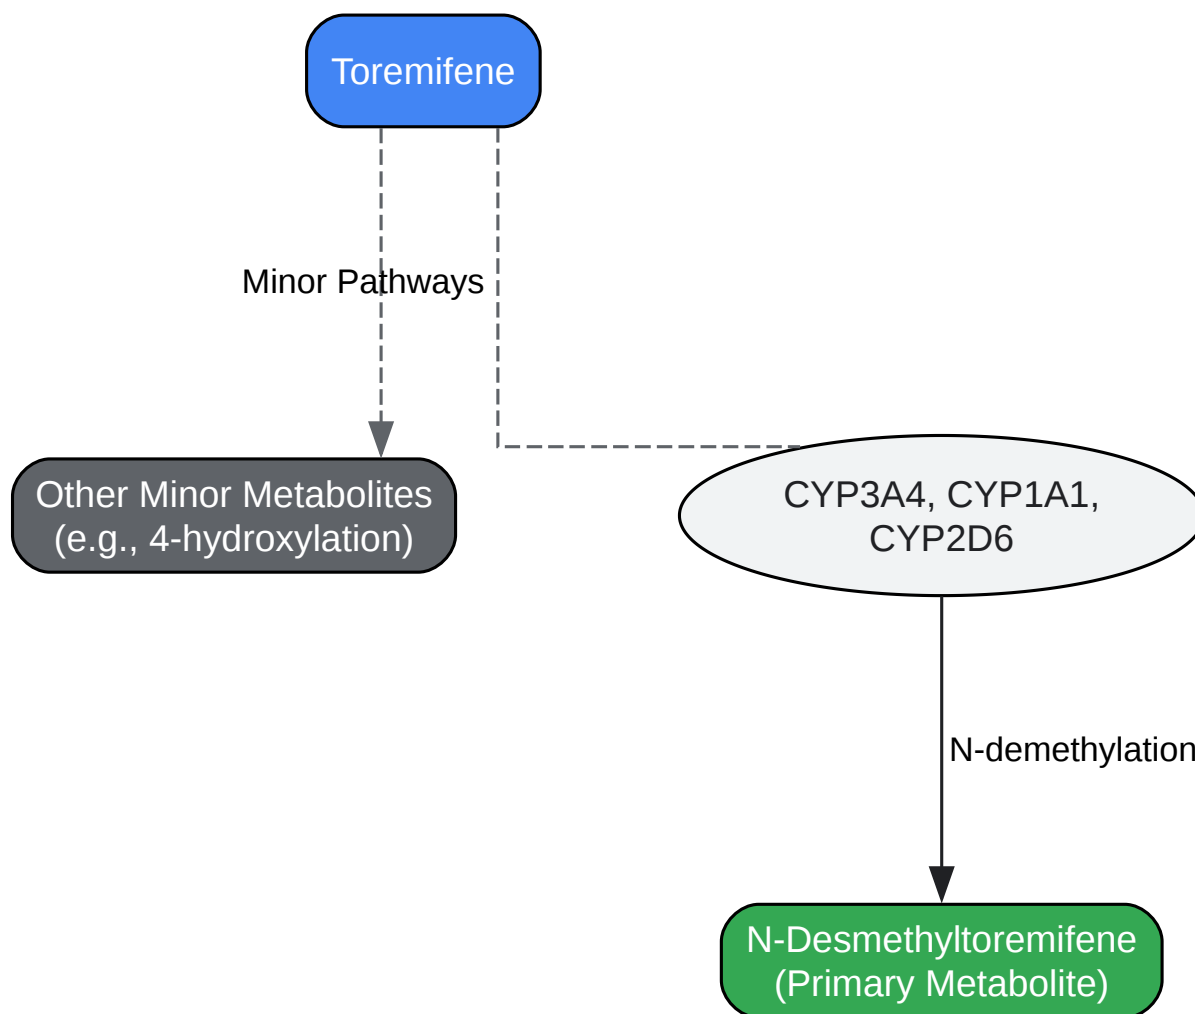 Toremifene
Minor Pathways
Other Minor Metabolites
(e.g., 4-hydroxylation)
CYP3A4, CYP1A1,
CYP2D6
N-demethylation
N-Desmethyltoremifene
(Primary Metabolite)